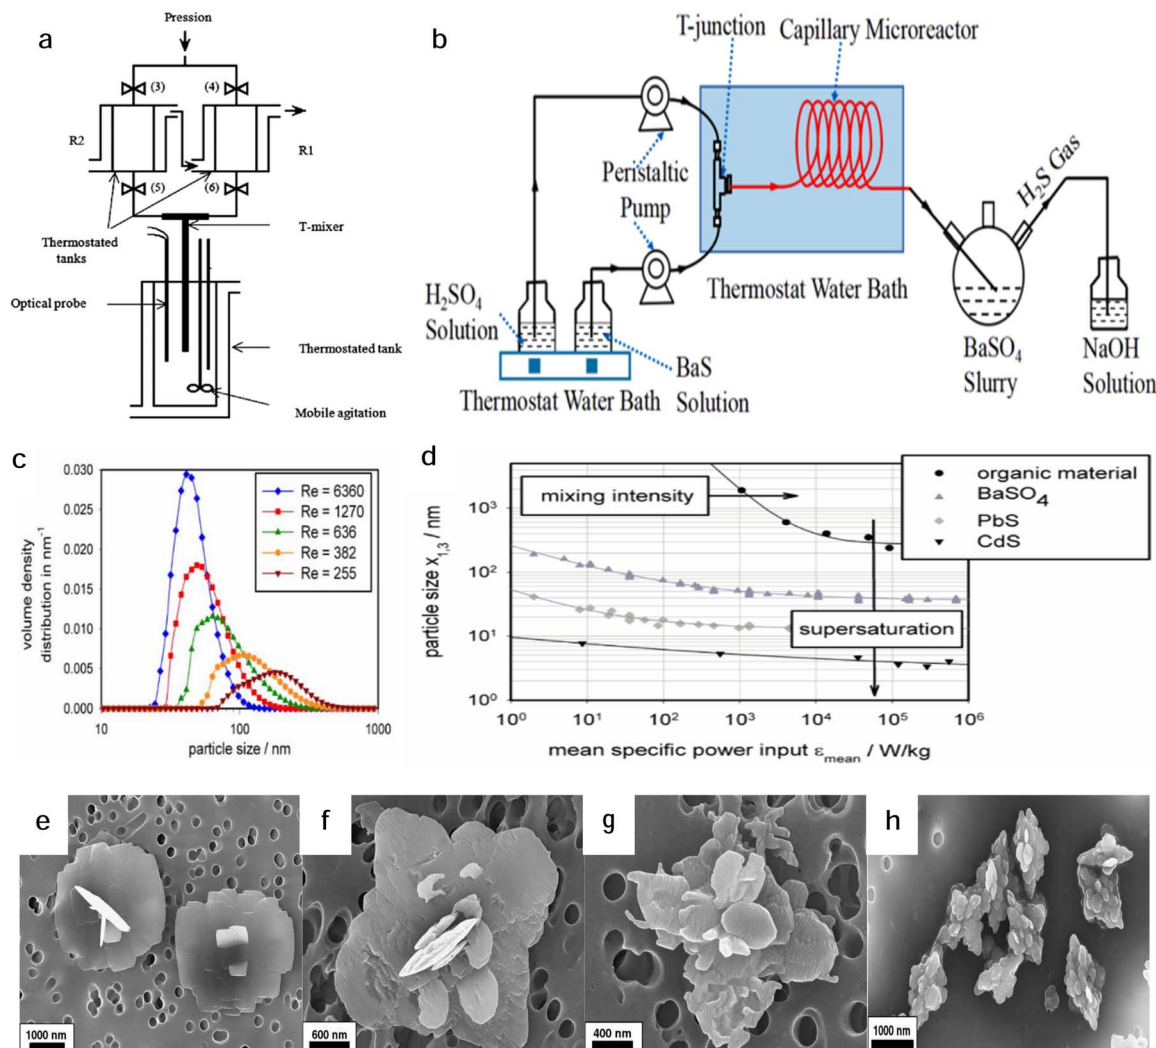 a
Pression
(3)
(4)
R2
R1
(5)
(6)
T-mixer
Thermostated
tanks
Optical probe
Thermostated tank
Mobile agitation
b
T-junction
Capillary Microreactor
Peristaltic
Pump
H₂S Gas
Thermostat Water Bath
H₂SO₄
Solution
BaS
Solution
Thermostat Water Bath
BaSO₄
Slurry
NaOH
Solution
c
volume density
distribution in nm⁻¹
0.030
0.025
0.020
0.015
0.010
0.005
0.000
Re = 6360
Re = 1270
Re = 636
Re = 382
Re = 255
10
100
1000
particle size / nm
d
particle size x₁,₃ / nm
10³
10²
10¹
10⁰
mixing intensity
organic material
BaSO₄
PbS
CdS
supersaturation
10⁰
10¹
10²
10³
10⁴
10⁵
10⁶
mean specific power input ε mean / W/kg
e
1000 nm
f
600 nm
g
400 nm
h
1000 nm